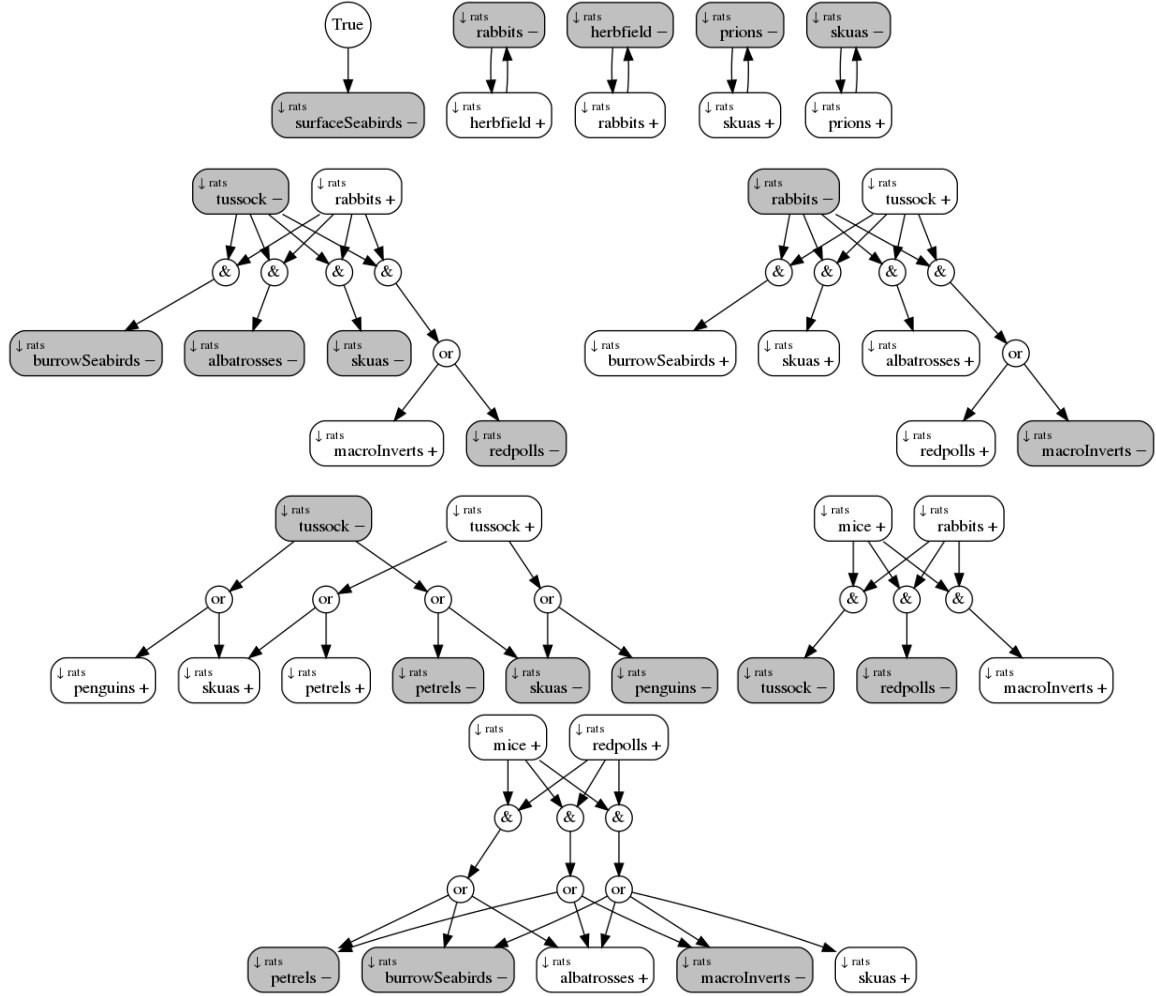 True
↓ rats
rabbits −
↓ rats
herbfield −
↓ rats
prions −
↓ rats
skuas −
↓ rats
surfaceSeabirds −
↓ rats
herbfield +
↓ rats
rabbits +
↓ rats
skuas +
↓ rats
prions +
↓ rats
tussock −
↓ rats
rabbits +
↓ rats
rabbits −
↓ rats
tussock +
&
&
&
&
&
&
&
&
↓ rats
burrowSeabirds −
↓ rats
albatrosses −
↓ rats
skuas −
or
↓ rats
burrowSeabirds +
↓ rats
skuas +
↓ rats
albatrosses +
or
↓ rats
macroInverts +
↓ rats
redpolls −
↓ rats
redpolls +
↓ rats
macroInverts −
↓ rats
tussock −
↓ rats
tussock +
↓ rats
mice +
↓ rats
rabbits +
or
or
or
or
&
&
&
↓ rats
penguins +
↓ rats
skuas +
↓ rats
petrels +
↓ rats
petrels −
↓ rats
skuas −
↓ rats
penguins −
↓ rats
tussock −
↓ rats
redpolls −
↓ rats
macroInverts +
↓ rats
mice +
↓ rats
redpolls +
&
&
&
or
or
or
↓ rats
petrels −
↓ rats
burrowSeabirds −
↓ rats
albatrosses +
↓ rats
macroInverts −
↓ rats
skuas +